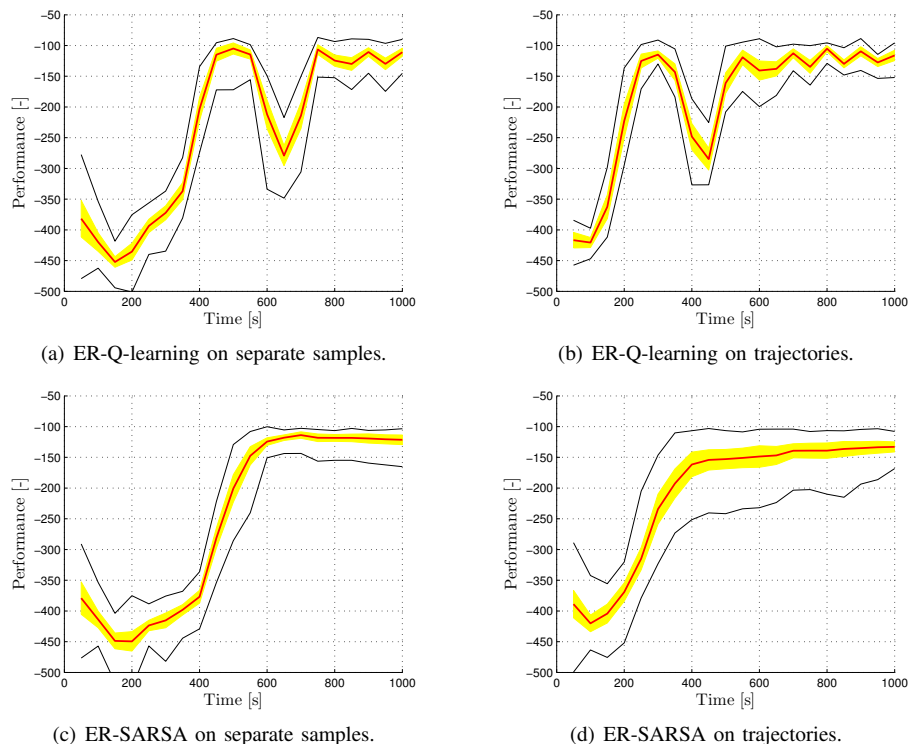 −50
−100
−150
−200
−250
−300
−350
−400
−450
−500
Performance [-]
0 200 400 600 800 1000
Time [s]
(a) ER-Q-learning on separate samples.
−50
−100
−150
−200
−250
−300
−350
−400
−450
−500
Performance [-]
0 200 400 600 800 1000
Time [s]
(b) ER-Q-learning on trajectories.
−50
−100
−150
−200
−250
−300
−350
−400
−450
−500
Performance [-]
0 200 400 600 800 1000
Time [s]
(c) ER-SARSA on separate samples.
−50
−100
−150
−200
−250
−300
−350
−400
−450
−500
Performance [-]
0 200 400 600 800 1000
Time [s]
(d) ER-SARSA on trajectories.